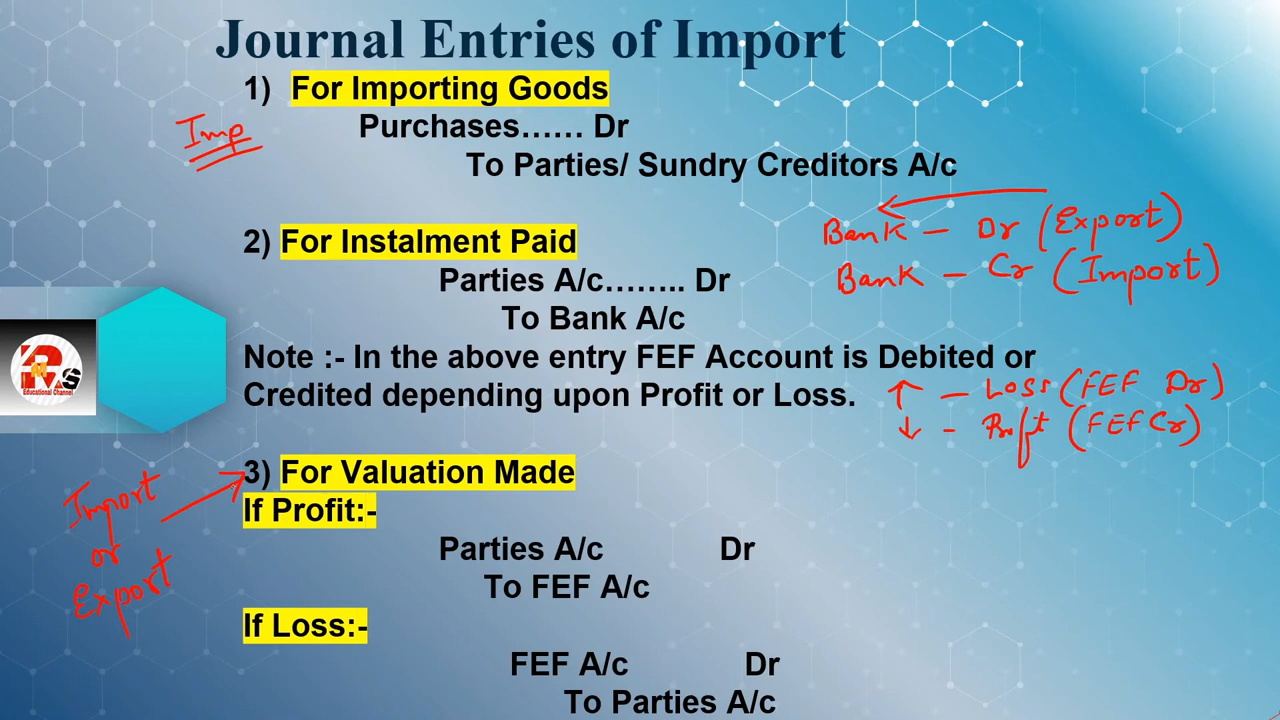 Journal Entries of Import
1) For Importing Goods
Imp
Purchases…… Dr
To Parties/ Sundry Creditors A/c
Bank – Dr (Export)
2) For Instalment Paid
Bank – Cr (Import)
Parties A/c…….. Dr
To Bank A/c
Note :- In the above entry FEF Account is Debited or
Credited depending upon Profit or Loss.
↑ – Loss (FEF Dr)
↓ – Profit (FEF Cr)
RMS
Educational Channel
3) For Valuation Made
Import
or
Export
If Profit:-
Parties A/c Dr
To FEF A/c
If Loss:-
FEF A/c Dr
To Parties A/c